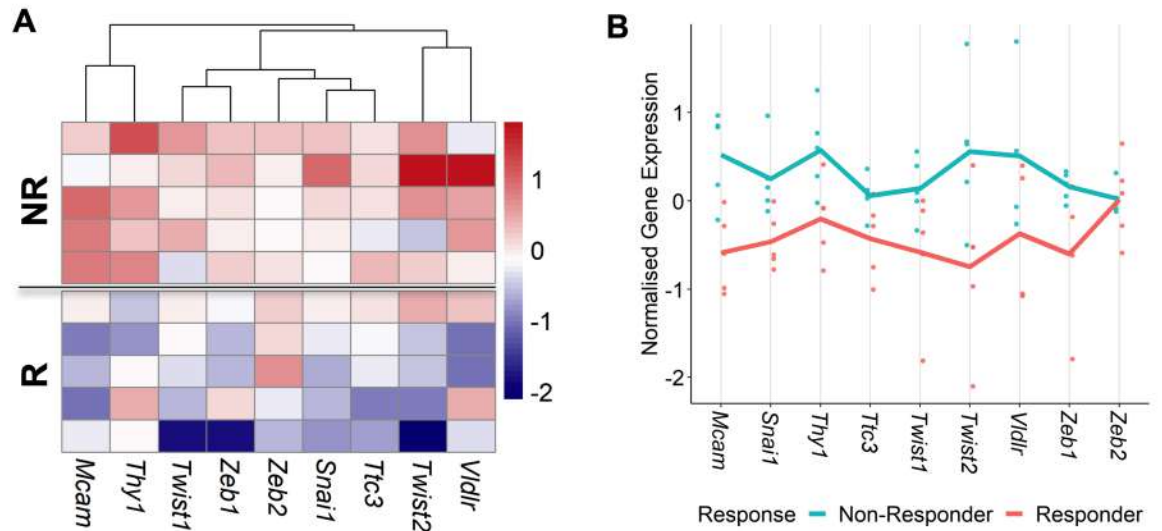 A
NR
R
1
0
-1
-2
Mcam
Thy1
Twist1
Zeb1
Zeb2
Snai1
Ttc3
Twist2
Vldlr
B
Normalised Gene Expression
1
0
-1
-2
Mcam
Snai1
Thy1
Ttc3
Twist1
Twist2
Vldlr
Zeb1
Zeb2
Response Non-Responder Responder